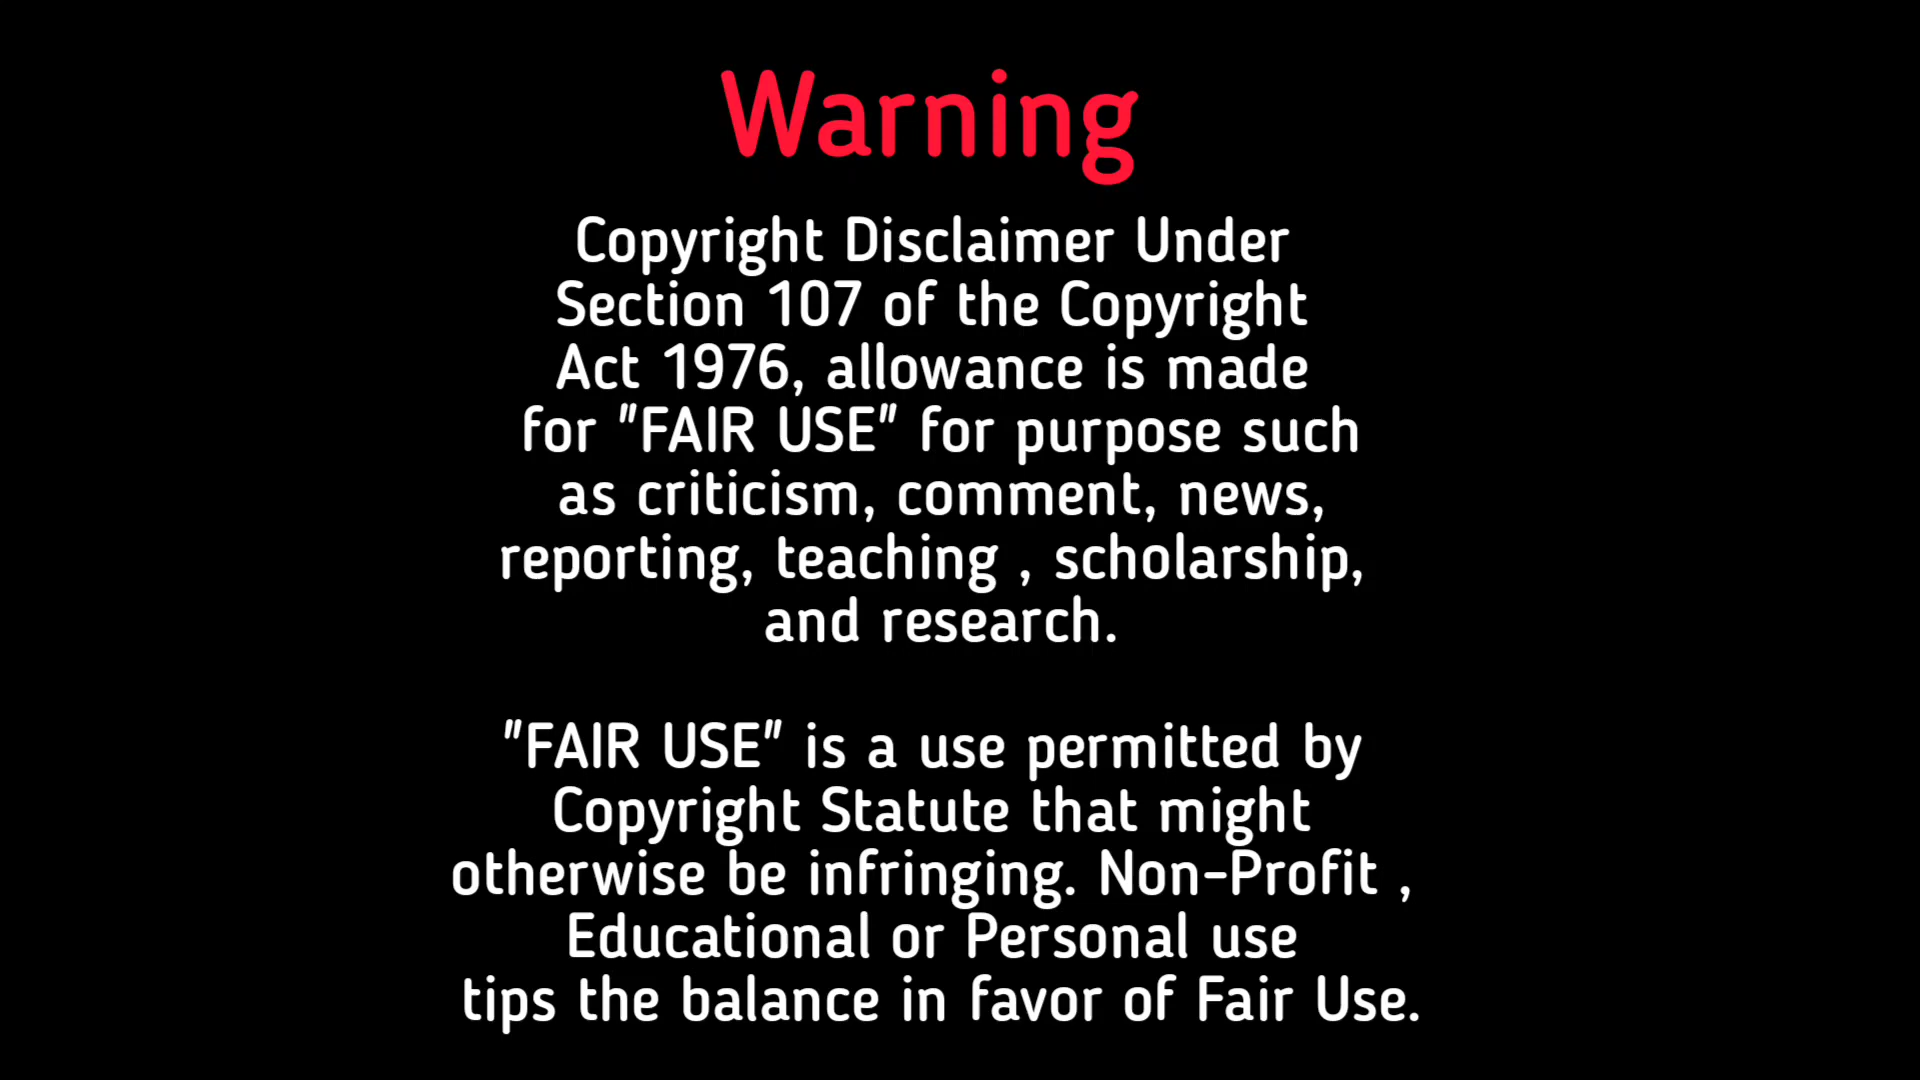 Warning
Copyright Disclaimer Under
Section 107 of the Copyright
Act 1976, allowance is made
for "FAIR USE" for purpose such
as criticism, comment, news,
reporting, teaching , scholarship,
and research.
"FAIR USE" is a use permitted by
Copyright Statute that might
otherwise be infringing. Non-Profit ,
Educational or Personal use
tips the balance in favor of Fair Use.